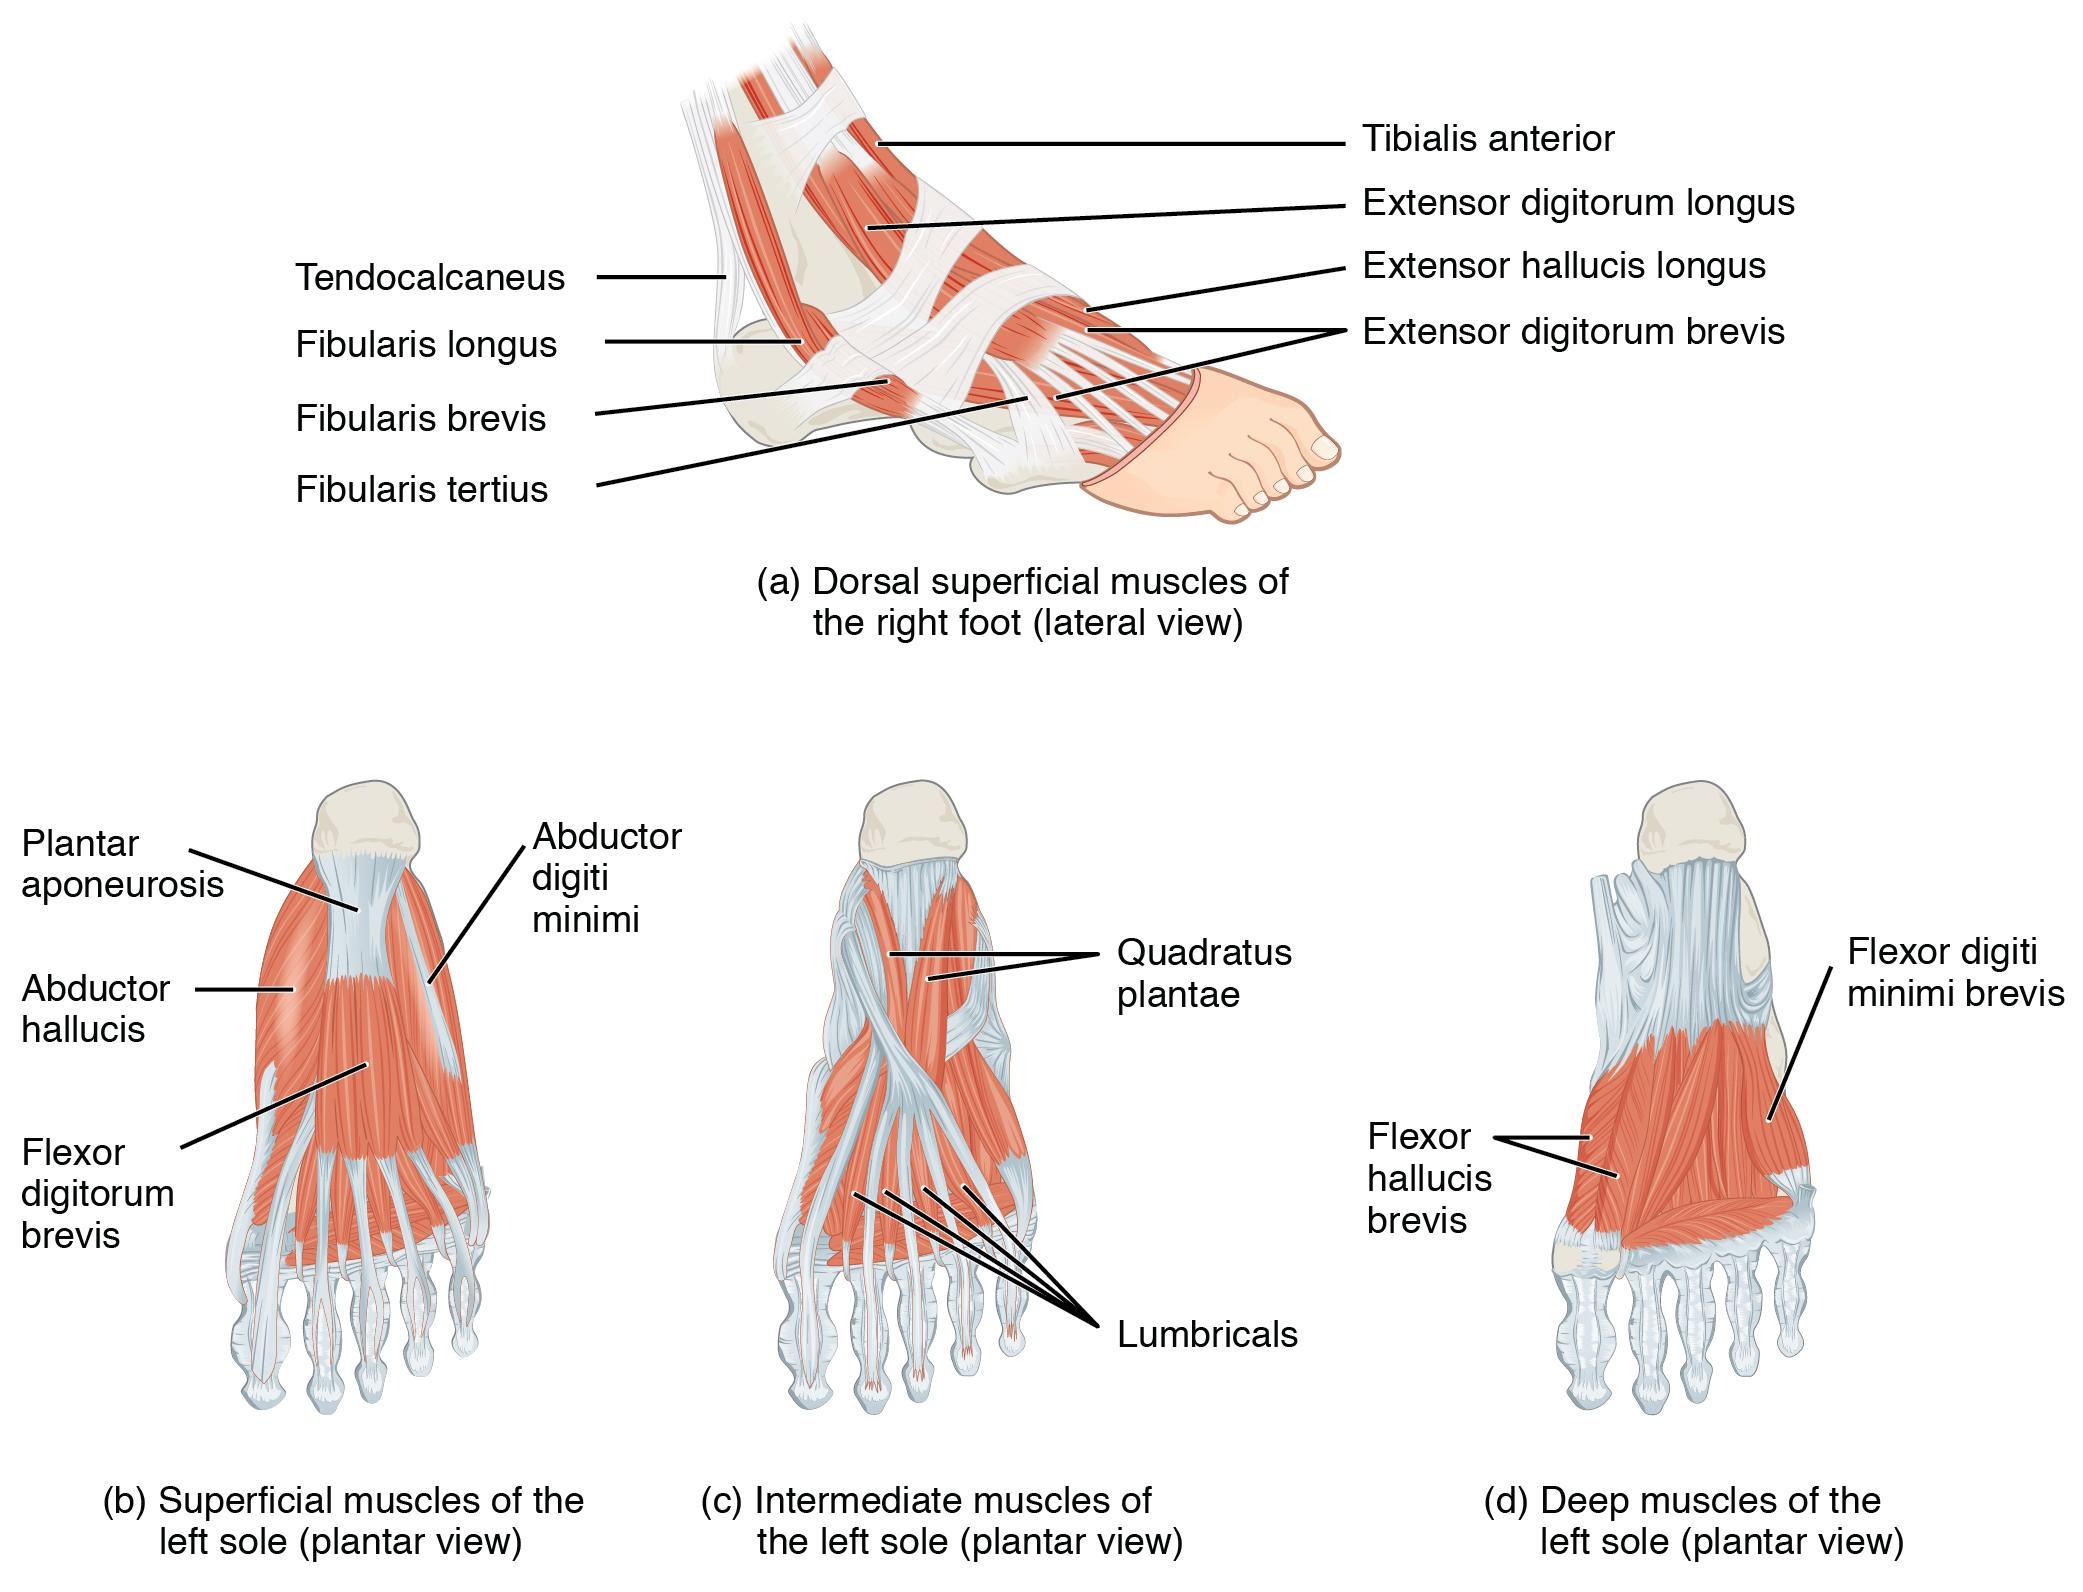 Tibialis anterior
Extensor digitorum longus
Extensor hallucis longus
Extensor digitorum brevis
Tendocalcaneus
Fibularis longus
Fibularis brevis
Fibularis tertius
(a) Dorsal superficial muscles of
the right foot (lateral view)
Plantar
aponeurosis
Abductor
hallucis
Flexor
digitorum
brevis
Abductor
digiti
minimi
(b) Superficial muscles of the
left sole (plantar view)
Quadratus
plantae
Lumbricals
(c) Intermediate muscles of
the left sole (plantar view)
Flexor digiti
minimi brevis
Flexor
hallucis
brevis
(d) Deep muscles of the
left sole (plantar view)